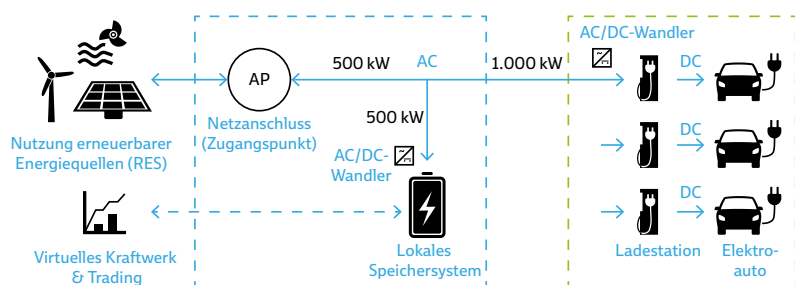 AC/DC-Wandler
500 kW
AC
1.000 kW
DC
AP
Netzanschluss
(Zugangspunkt)
500 kW
Nutzung erneuerbarer
Energiequellen (RES)
AC/DC-
Wandler
DC
DC
Virtuelles Kraftwerk
& Trading
Lokales
Speichersystem
Ladestation
Elektro-
auto